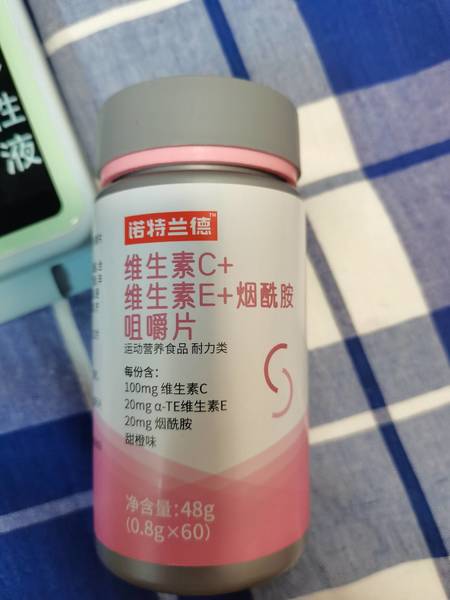 性
液
诺特兰德™
维生素C+
维生素E+烟酰胺
咀嚼片
运动营养食品 耐力类
每份含:
100mg 维生素C
20mg α-TE维生素E
20mg 烟酰胺
甜橙味
净含量:48g
(0.8g×60)